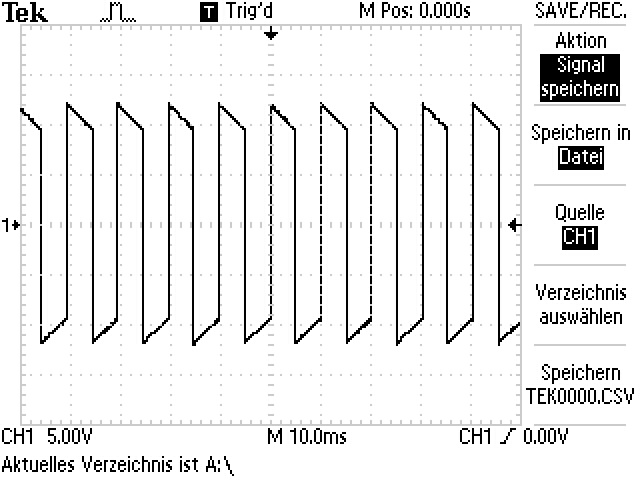 Tek T Trig'd M Pos: 0.000s SAVE/REC.
Aktion
Signal
speichern
Speichern in
Datei
Quelle
CH1
1
Verzeichnis
auswählen
Speichern
TEK0000.CSV
CH1 5.00V M 10.0ms CH1 0.00V
Aktuelles Verzeichnis ist A:\